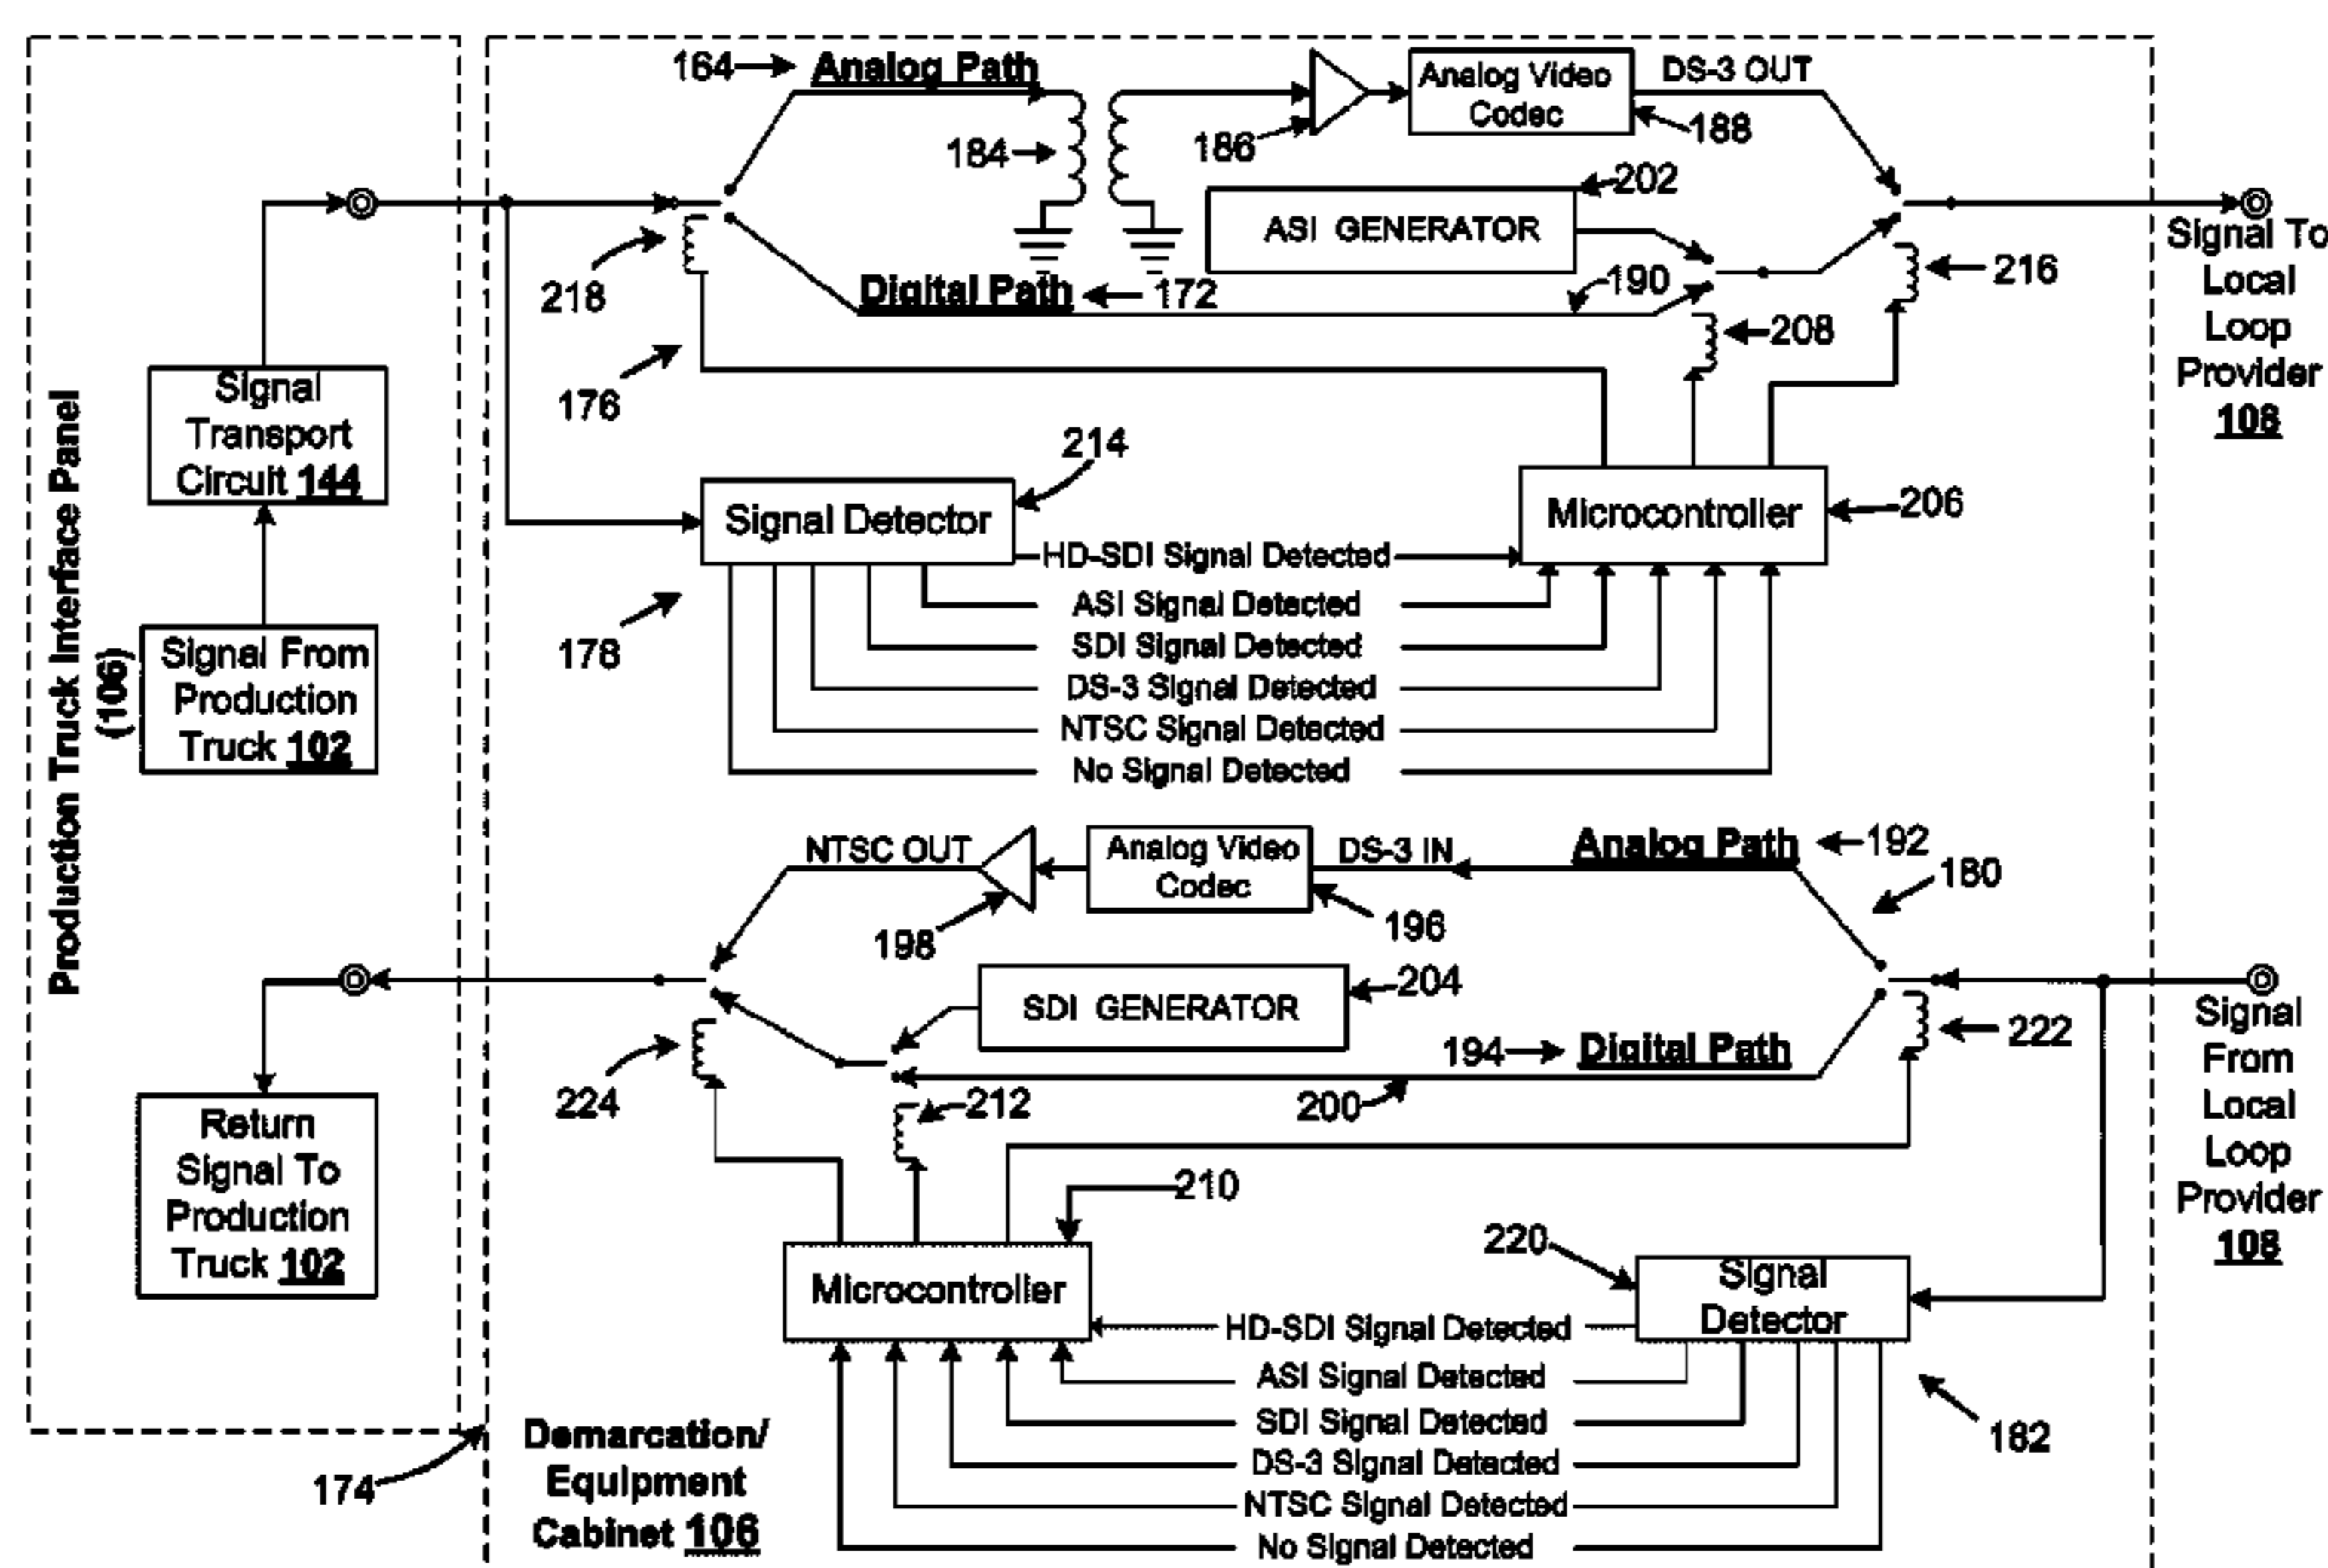 Production Truck Interface Panel
(106)
164
Analog Path
184
186
Analog Video
Codec
188
DS-3 OUT
202
ASI GENERATOR
218
Digital Path
172
190
208
216
Signal To
Local
Loop
Provider
108
176
Signal
Transport
Circuit 144
Signal From
Production
Truck 102
214
Signal Detector
178
Microcontroller
206
HD-SDI Signal Detected
ASI Signal Detected
SDI Signal Detected
DS-3 Signal Detected
NTSC Signal Detected
No Signal Detected
NTSC OUT
198
Analog Video
Codec
196
DS-3 IN
Analog Path
192
180
SDI GENERATOR
204
194
Digital Path
222
Signal
From
Local
Loop
Provider
108
224
212
200
Return
Signal To
Production
Truck 102
210
Microcontroller
220
Signal
Detector
182
HD-SDI Signal Detected
ASI Signal Detected
SDI Signal Detected
DS-3 Signal Detected
NTSC Signal Detected
No Signal Detected
174
Demarcation/
Equipment
Cabinet 106